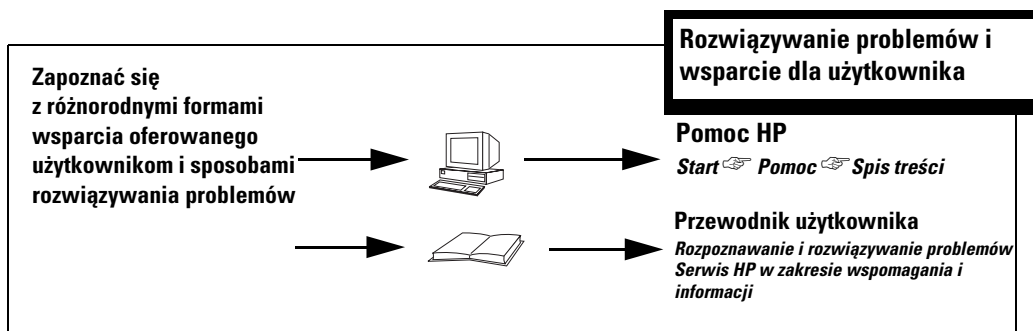 Rozwiązywanie problemów i
wsparcie dla użytkownika
Zapoznać się
z różnorodnymi formami
wsparcia oferowanego
użytkownikom i sposobami
rozwiązywania problemów
Pomoc HP
Start ☞ Pomoc ☞ Spis treści
Przewodnik użytkownika
Rozpoznawanie i rozwiązywanie problemów
Serwis HP w zakresie wspomagania i
informacji